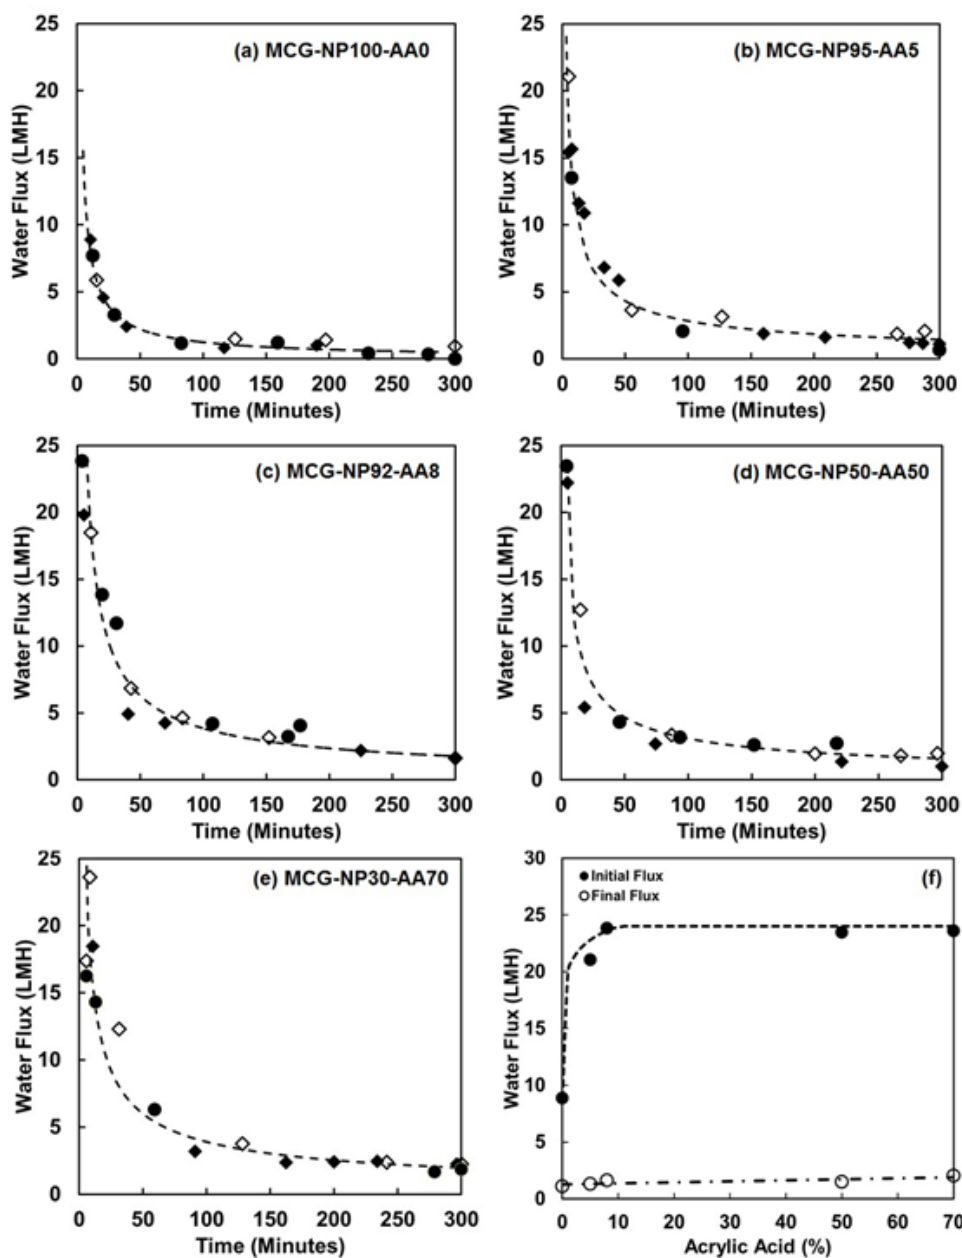 (a) MCG-NP100-AA0
Water Flux (LMH)
25
20
15
10
5
0
0 50 100 150 200 250 300
Time (Minutes)
(b) MCG-NP95-AA5
Water Flux (LMH)
25
20
15
10
5
0
0 50 100 150 200 250 300
Time (Minutes)
(c) MCG-NP92-AA8
Water Flux (LMH)
25
20
15
10
5
0
0 50 100 150 200 250 300
Time (Minutes)
(d) MCG-NP50-AA50
Water Flux (LMH)
25
20
15
10
5
0
0 50 100 150 200 250 300
Time (Minutes)
(e) MCG-NP30-AA70
Water Flux (LMH)
25
20
15
10
5
0
0 50 100 150 200 250 300
Time (Minutes)
(f)
Initial Flux
Final Flux
Water Flux (LMH)
30
25
20
15
10
5
0
0 10 20 30 40 50 60 70
Acrylic Acid (%)